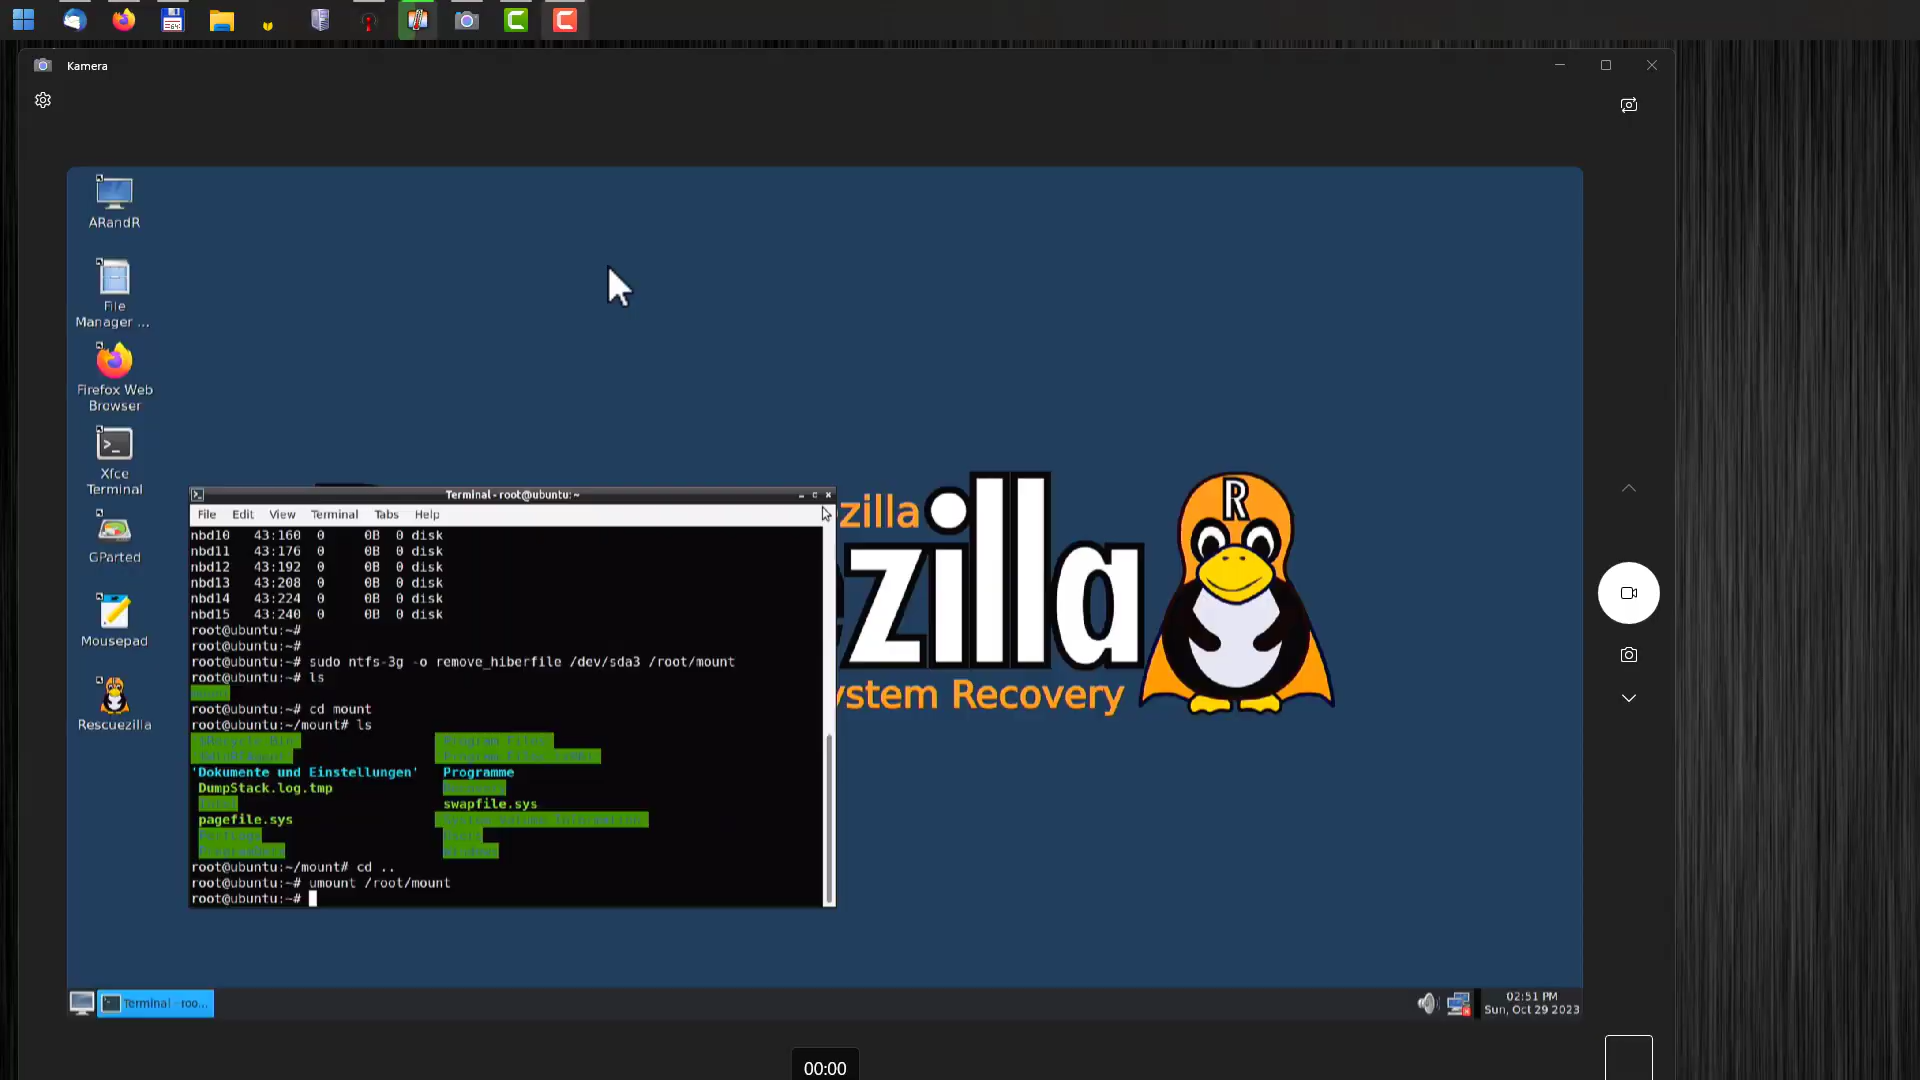 Kamera
ARandR
File
Manager ...
Firefox Web
Browser
Xfce
Terminal
GParted
Mousepad
Rescuezilla
zilla
ezilla
ystem Recovery
R
Terminal - root@ubuntu: ~
File Edit View Terminal Tabs Help
nbd10 43:160 0 0B 0 disk
nbd11 43:176 0 0B 0 disk
nbd12 43:192 0 0B 0 disk
nbd13 43:208 0 0B 0 disk
nbd14 43:224 0 0B 0 disk
nbd15 43:240 0 0B 0 disk
root@ubuntu:~#
root@ubuntu:~#
root@ubuntu:~# sudo ntfs-3g -o remove_hiberfile /dev/sda3 /root/mount
root@ubuntu:~# ls
root@ubuntu:~# cd mount
root@ubuntu:~/mount# ls
'Dokumente und Einstellungen' Programme
DumpStack.log.tmp
swapfile.sys
pagefile.sys System Volume Information
root@ubuntu:~/mount# cd ..
root@ubuntu:~# umount /root/mount
root@ubuntu:~#
Terminal - roo...
02:51 PM
Sun, Oct 29 2023
00:00